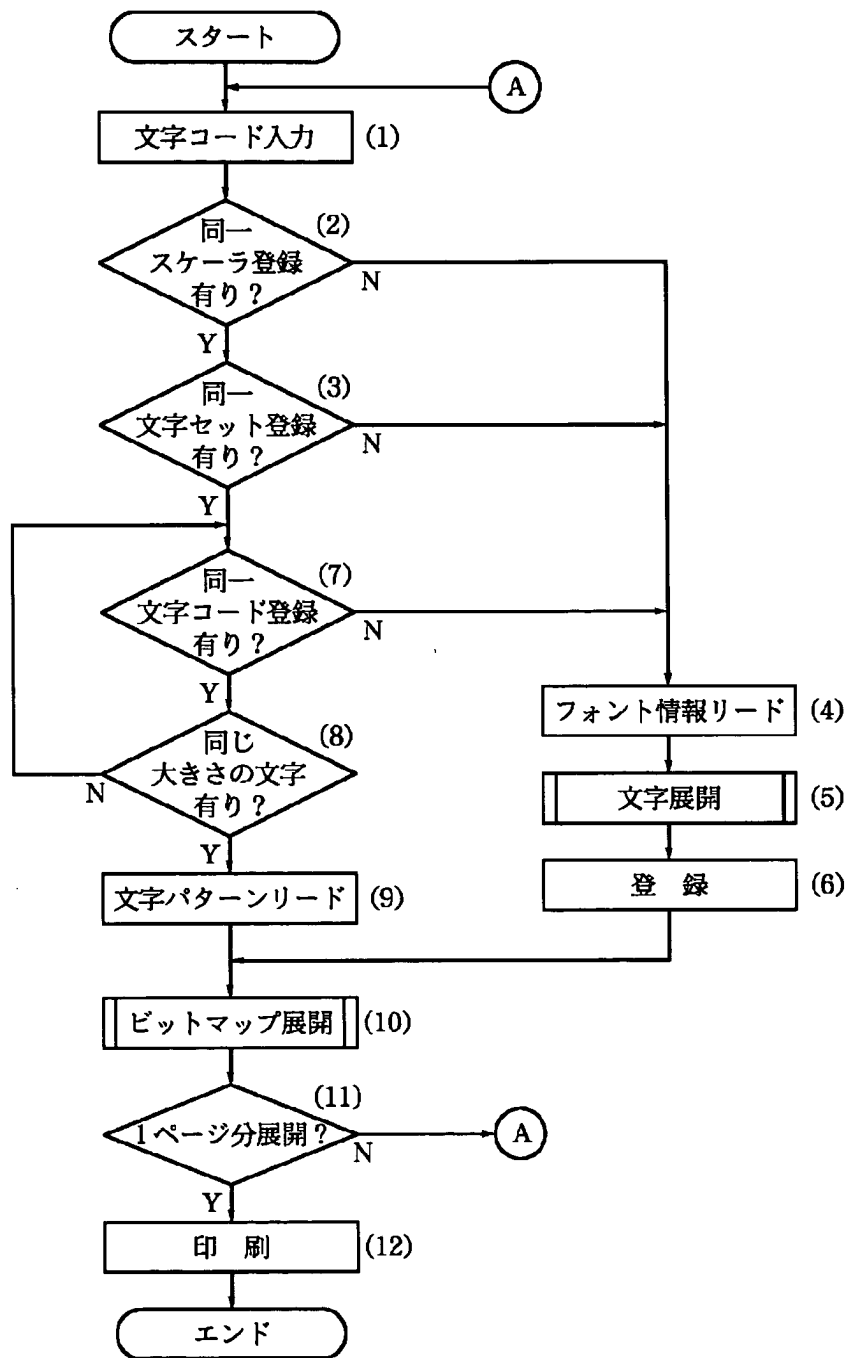 スタート
A
文字コード入力 (1)
(2)
同一
スケーラ登録
有り?
N
Y
(3)
同一
文字セット登録
有り?
N
Y
(7)
同一
文字コード登録
有り?
N
Y
フォント情報リード (4)
(8)
同じ
大きさの文字
有り?
N
Y
文字展開 (5)
登 録 (6)
文字パターンリード (9)
ビットマップ展開 (10)
(11)
1ページ分展開?
N
A
Y
印 刷 (12)
エンド